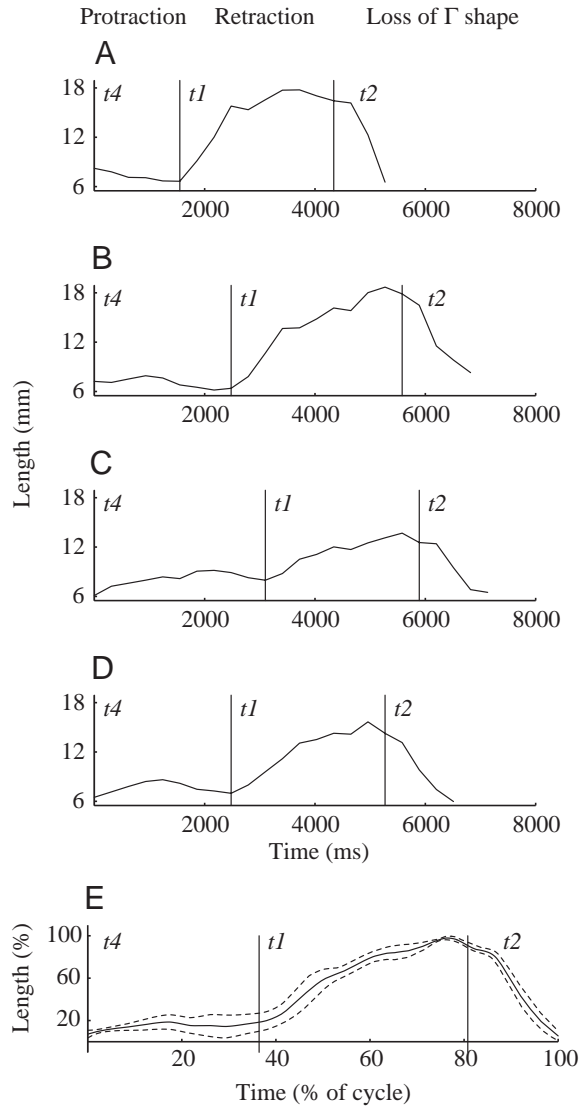 Protraction Retraction Loss of Γ shape
A
18
12
6
t4 t1 t2
2000 4000 6000 8000
B
18
12
6
t4 t1 t2
2000 4000 6000 8000
Length (mm)
C
18
12
6
t4 t1 t2
2000 4000 6000 8000
D
18
12
6
t4 t1 t2
2000 4000 6000 8000
Time (ms)
E
100
60
20
Length (%)
t4 t1 t2
20 40 60 80 100
Time (% of cycle)